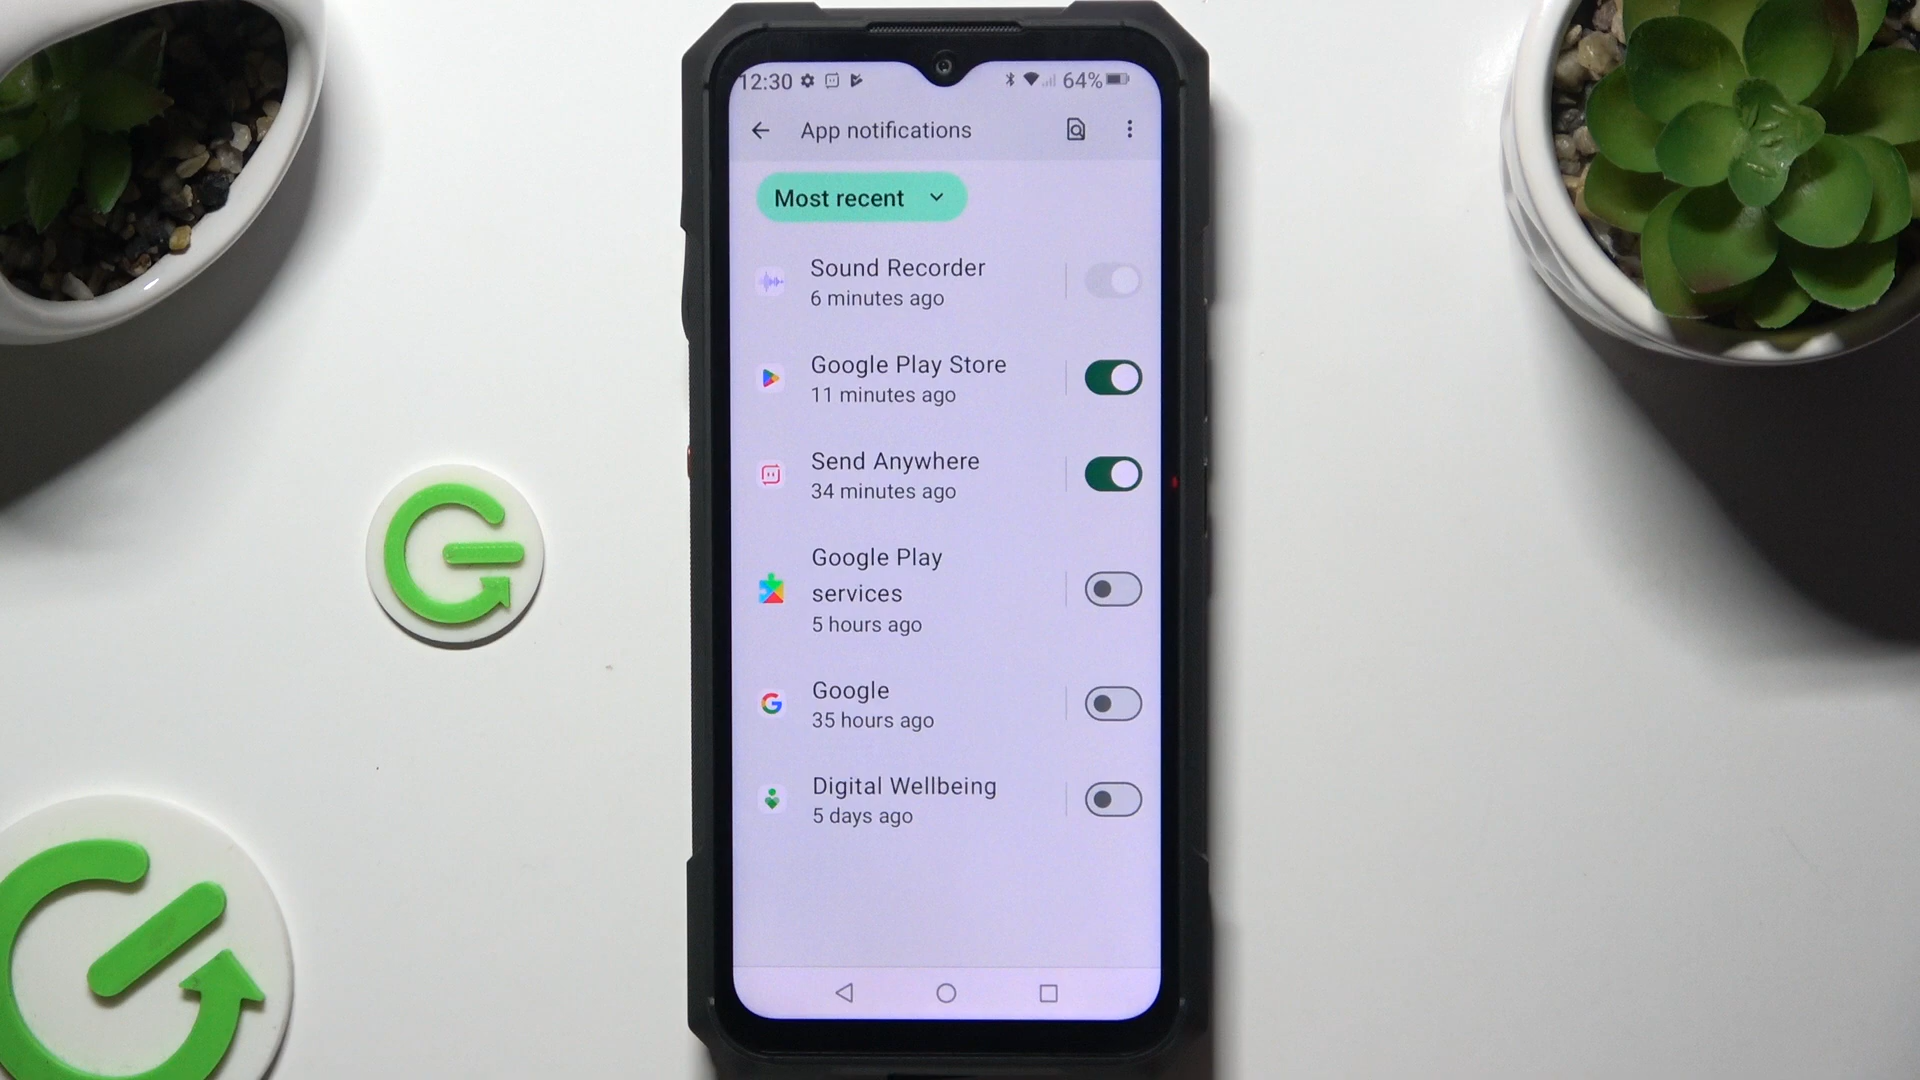 12:30 64%
App notifications
Most recent
Sound Recorder
6 minutes ago
Google Play Store
11 minutes ago
Send Anywhere
34 minutes ago
Google Play
services
5 hours ago
Google
35 hours ago
Digital Wellbeing
5 days ago